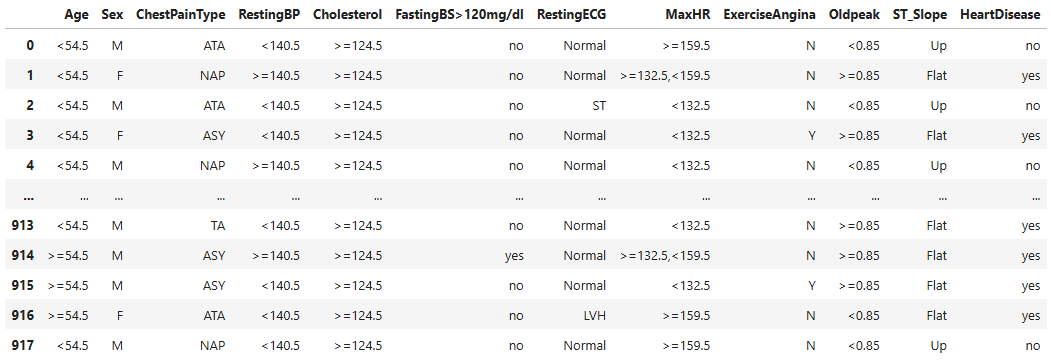 Age Sex ChestPainType RestingBP Cholesterol FastingBS>120mg/dl RestingECG MaxHR ExerciseAngina Oldpeak ST_Slope HeartDisease
0 <54.5 M ATA <140.5 >=124.5 no Normal >=159.5 N <0.85 Up no
1 <54.5 F NAP >=140.5 >=124.5 no Normal >=132.5,<159.5 N >=0.85 Flat yes
2 <54.5 M ATA <140.5 >=124.5 no ST <132.5 N <0.85 Up no
3 <54.5 F ASY <140.5 >=124.5 no Normal <132.5 Y >=0.85 Flat yes
4 <54.5 M NAP >=140.5 >=124.5 no Normal <132.5 N <0.85 Up no
... ... ... ... ... ... ... ... ... ... ... ... ...
913 <54.5 M TA <140.5 >=124.5 no Normal <132.5 N >=0.85 Flat yes
914 >=54.5 M ASY >=140.5 >=124.5 yes Normal >=132.5,<159.5 N >=0.85 Flat yes
915 >=54.5 M ASY <140.5 >=124.5 no Normal <132.5 Y >=0.85 Flat yes
916 >=54.5 F ATA <140.5 >=124.5 no LVH >=159.5 N <0.85 Flat yes
917 <54.5 M NAP <140.5 >=124.5 no Normal >=159.5 N <0.85 Up no